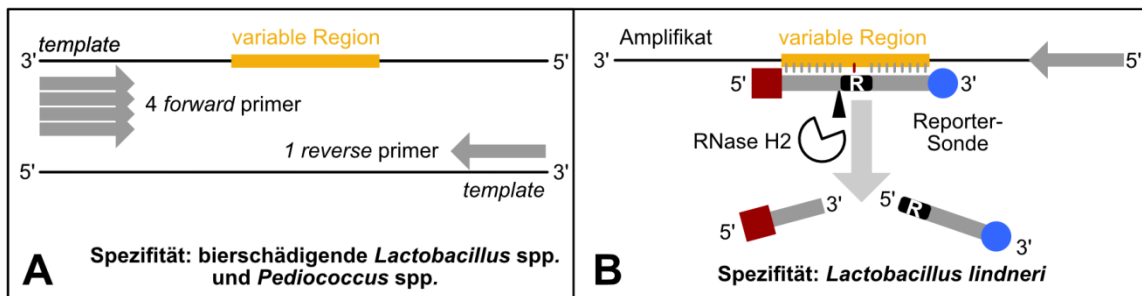 template
variable Region
3'
5'
4 forward primer
1 reverse primer
5'
3'
template
A
Spezifität: bierschädigende Lactobacillus spp.
und Pediococcus spp.
Amplifikat
variable Region
3'
5'
5'
R
3'
RNase H2
Reporter-
Sonde
3'
5'
R
3'
B
Spezifität: Lactobacillus lindneri